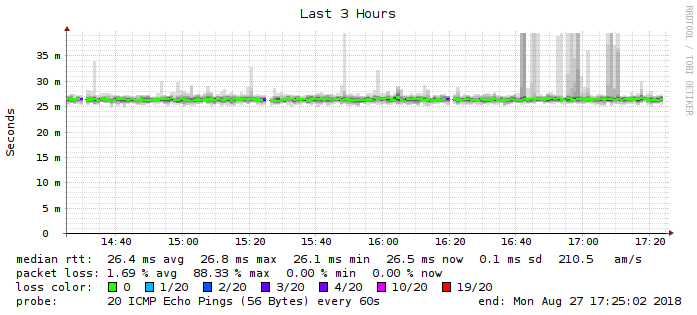 Last 3 Hours
RRDTOOL / TOBI OETIKER
Seconds
35 m
30 m
25 m
20 m
15 m
10 m
5 m
0
14:40 15:00 15:20 15:40 16:00 16:20 16:40 17:00 17:20
median rtt: 26.4 ms avg 26.8 ms max 26.1 ms min 26.5 ms now 0.1 ms sd 210.5 am/s
packet loss: 1.69 % avg 88.33 % max 0.00 % min 0.00 % now
loss color: 0 1/20 2/20 3/20 4/20 10/20 19/20
probe: 20 ICMP Echo Pings (56 Bytes) every 60s end: Mon Aug 27 17:25:02 2018